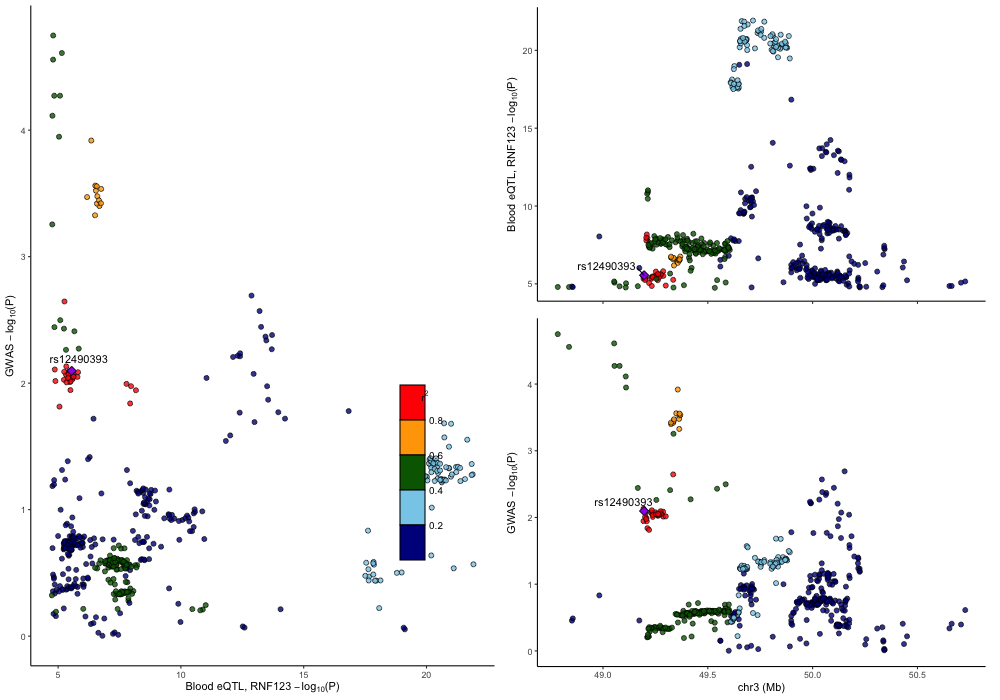 GWAS −log10(P)
4
3
2
1
0
rs12490393
r2
0.8
0.6
0.4
0.2
5
10
15
20
Blood eQTL, RNF123 −log10(P)
Blood eQTL, RNF123 −log10(P)
20
15
10
5
rs12490393
GWAS −log10(P)
4
3
2
1
0
rs12490393
49.0
49.5
50.0
50.5
chr3 (Mb)